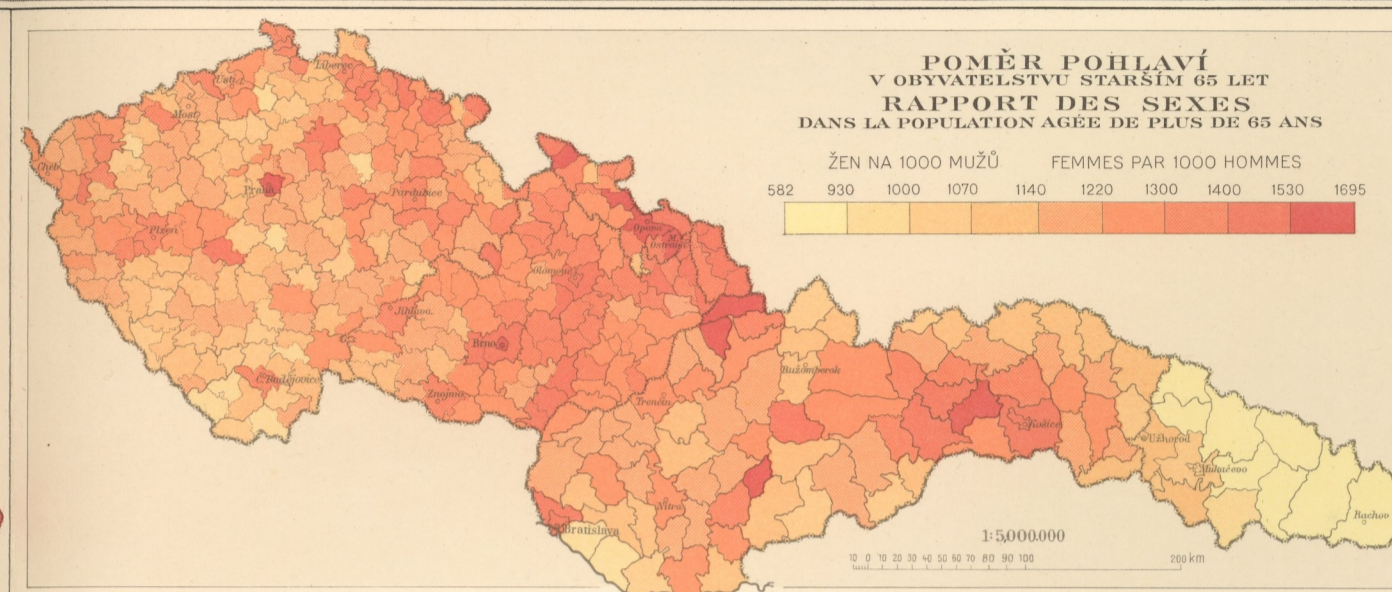 POMĚR POHLAVÍ
V OBYVATELSTVU STARŠÍM 65 LET
RAPPORT DES SEXES
DANS LA POPULATION AGÉE DE PLUS DE 65 ANS
ŽEN NA 1000 MUŽŮ FEMMES PAR 1000 HOMMES
582 930 1000 1070 1140 1220 1300 1400 1530 1695
Liberec
Ústí
Most
Cheb
Praha
Pardubice
Plzeň
Opava
M. Ostrava
Olomouc
Jihlava
Brno
Č. Budějovice
Znojmo
Ružomberok
Trenčín
Košice
Užhorod
Mukačevo
Nitra
Rachov
Bratislava
1:5,000.000
10 0 10 20 30 40 50 60 70 80 90 100 200 km